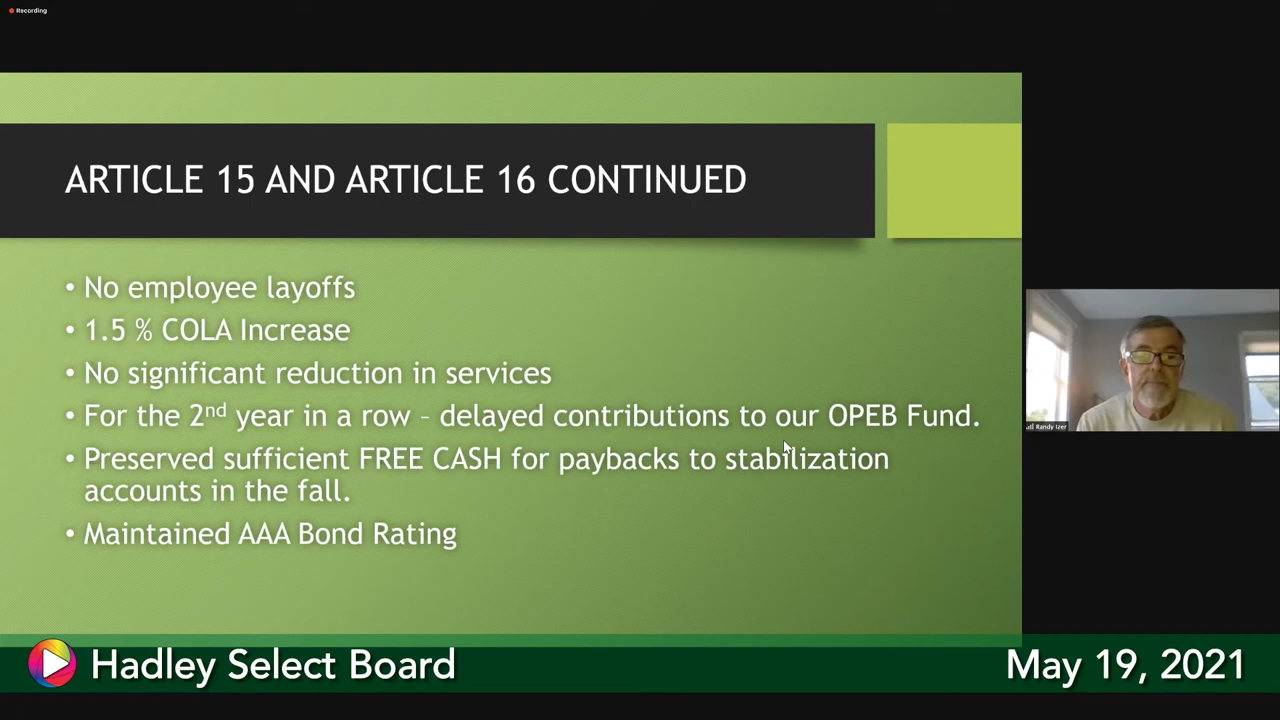 Recording
ARTICLE 15 AND ARTICLE 16 CONTINUED
• No employee layoffs
• 1.5 % COLA Increase
• No significant reduction in services
• For the 2nd year in a row – delayed contributions to our OPEB Fund.
• Preserved sufficient FREE CASH for paybacks to stabilization
accounts in the fall.
• Maintained AAA Bond Rating
Randy Izer
Hadley Select Board
May 19, 2021